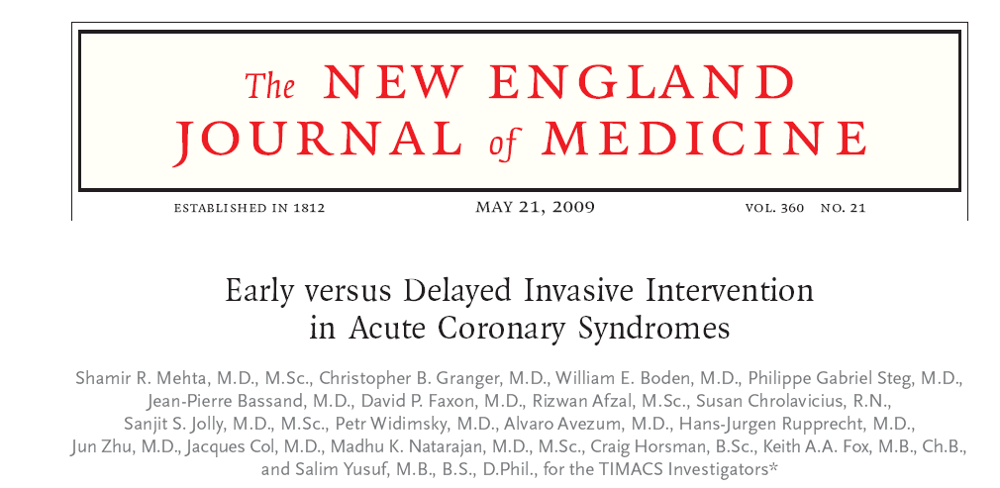 The NEW ENGLAND
JOURNAL of MEDICINE
ESTABLISHED IN 1812 MAY 21, 2009 VOL. 360 NO. 21
Early versus Delayed Invasive Intervention
in Acute Coronary Syndromes
Shamir R. Mehta, M.D., M.Sc., Christopher B. Granger, M.D., William E. Boden, M.D., Philippe Gabriel Steg, M.D.,
Jean-Pierre Bassand, M.D., David P. Faxon, M.D., Rizwan Afzal, M.Sc., Susan Chrolavicius, R.N.,
Sanjit S. Jolly, M.D., M.Sc., Petr Widimsky, M.D., Alvaro Avezum, M.D., Hans-Jurgen Rupprecht, M.D.,
Jun Zhu, M.D., Jacques Col, M.D., Madhu K. Natarajan, M.D., M.Sc., Craig Horsman, B.Sc., Keith A.A. Fox, M.B., Ch.B.,
and Salim Yusuf, M.B., B.S., D.Phil., for the TIMACS Investigators*